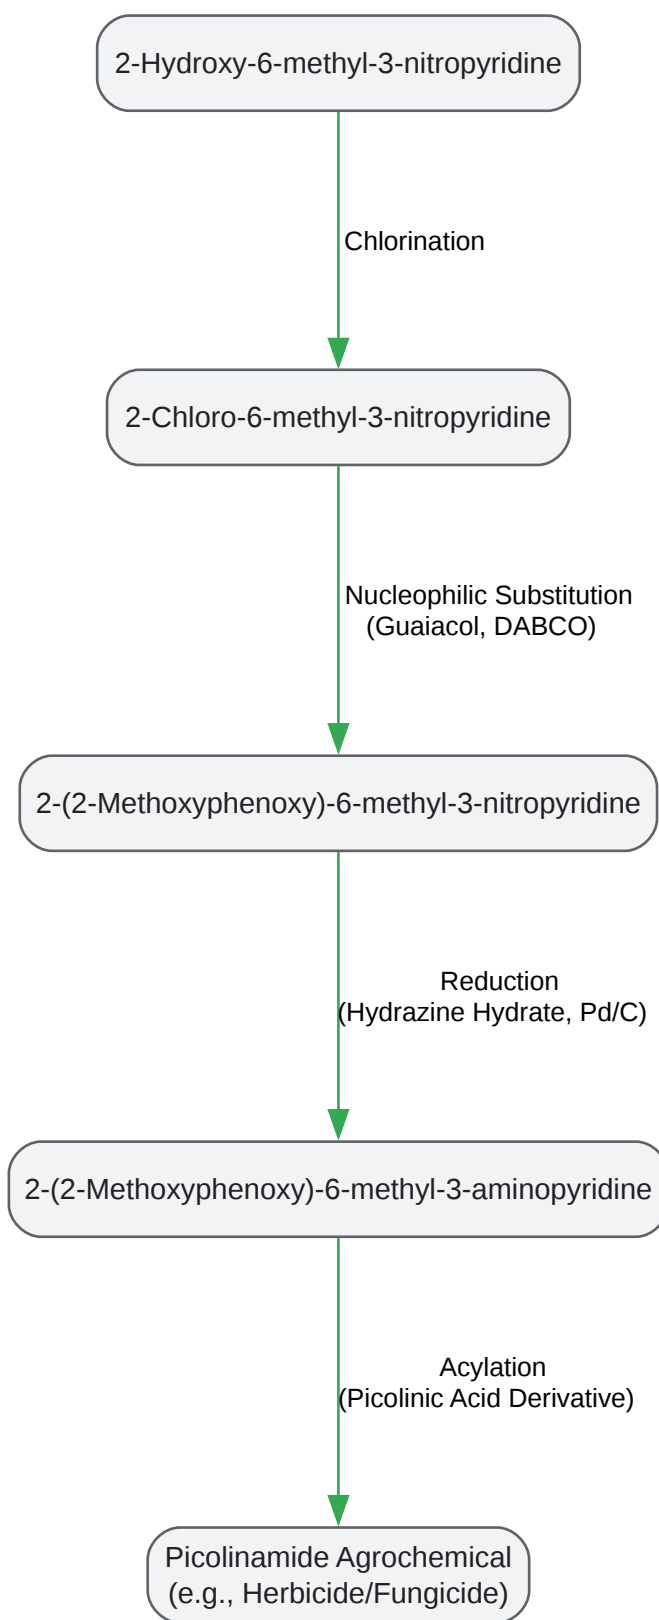 2-Hydroxy-6-methyl-3-nitropyridine
Chlorination
2-Chloro-6-methyl-3-nitropyridine
Nucleophilic Substitution
(Guaiacol, DABCO)
2-(2-Methoxyphenoxy)-6-methyl-3-nitropyridine
Reduction
(Hydrazine Hydrate, Pd/C)
2-(2-Methoxyphenoxy)-6-methyl-3-aminopyridine
Acylation
(Picolinic Acid Derivative)
Picolinamide Agrochemical
(e.g., Herbicide/Fungicide)